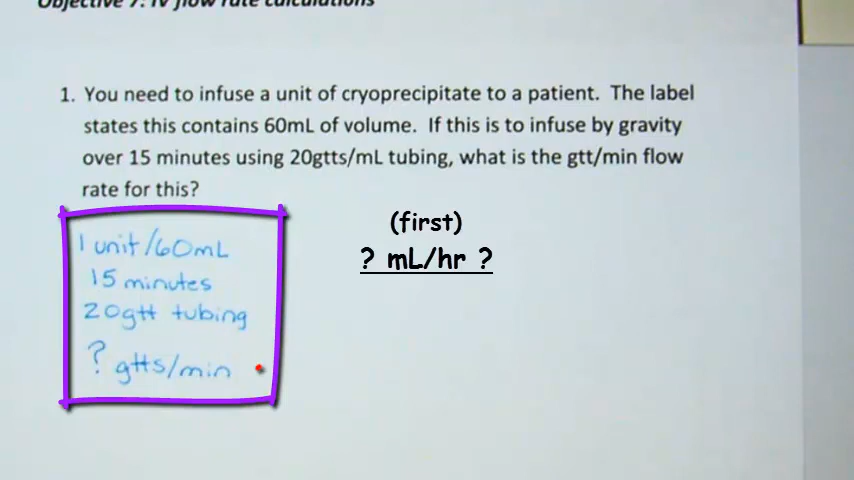 Objective 7: IV flow rate calculations
1. You need to infuse a unit of cryoprecipitate to a patient. The label
states this contains 60mL of volume. If this is to infuse by gravity
over 15 minutes using 20gtts/mL tubing, what is the gtt/min flow
rate for this?
(first)
? mL/hr ?
1 unit/60mL
15 minutes
20gtt tubing
? gtts/min